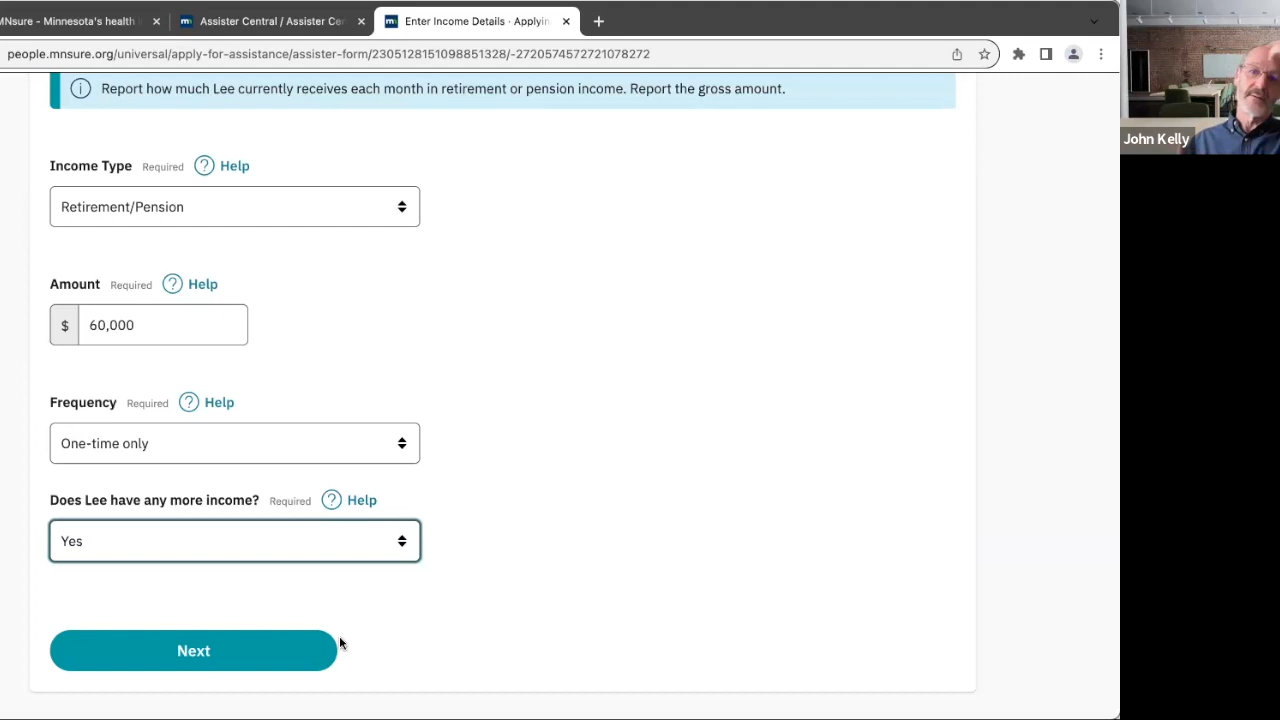 MNsure - Minnesota's health
Assister Central / Assister Ce
Enter Income Details - Applyin
people.mnsure.org/universal/apply-for-assistance/assister-form/2305128151098851328/-2720574572721078272
John Kelly
Report how much Lee currently receives each month in retirement or pension income. Report the gross amount.
Income Type Required ? Help
Retirement/Pension
Amount Required ? Help
$ 60,000
Frequency Required ? Help
One-time only
Does Lee have any more income? Required ? Help
Yes
Next